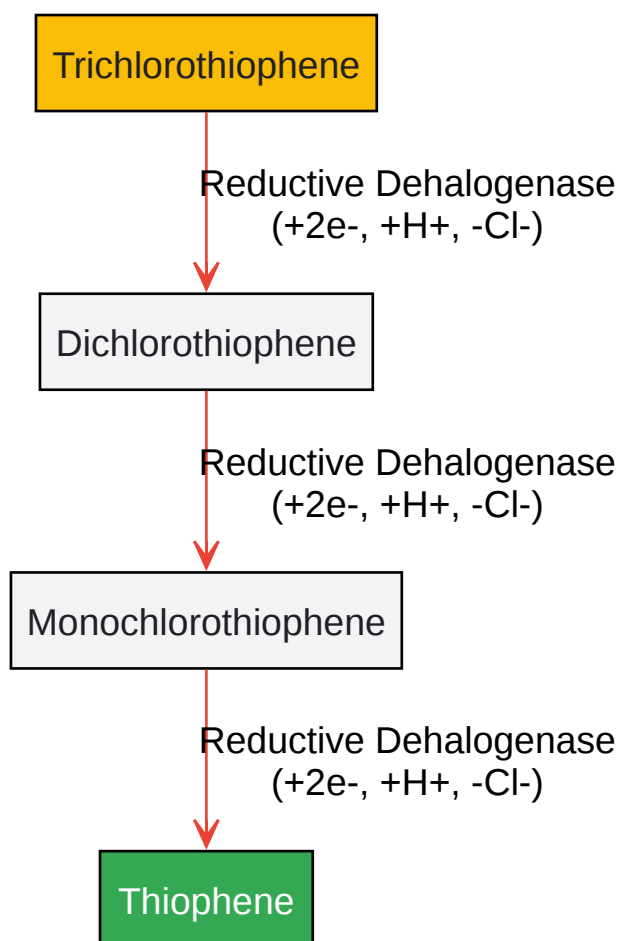 Trichlorothiophene
Reductive Dehalogenase
(+2e-, +H+, -Cl-)
Dichlorothiophene
Reductive Dehalogenase
(+2e-, +H+, -Cl-)
Monochlorothiophene
Reductive Dehalogenase
(+2e-, +H+, -Cl-)
Thiophene